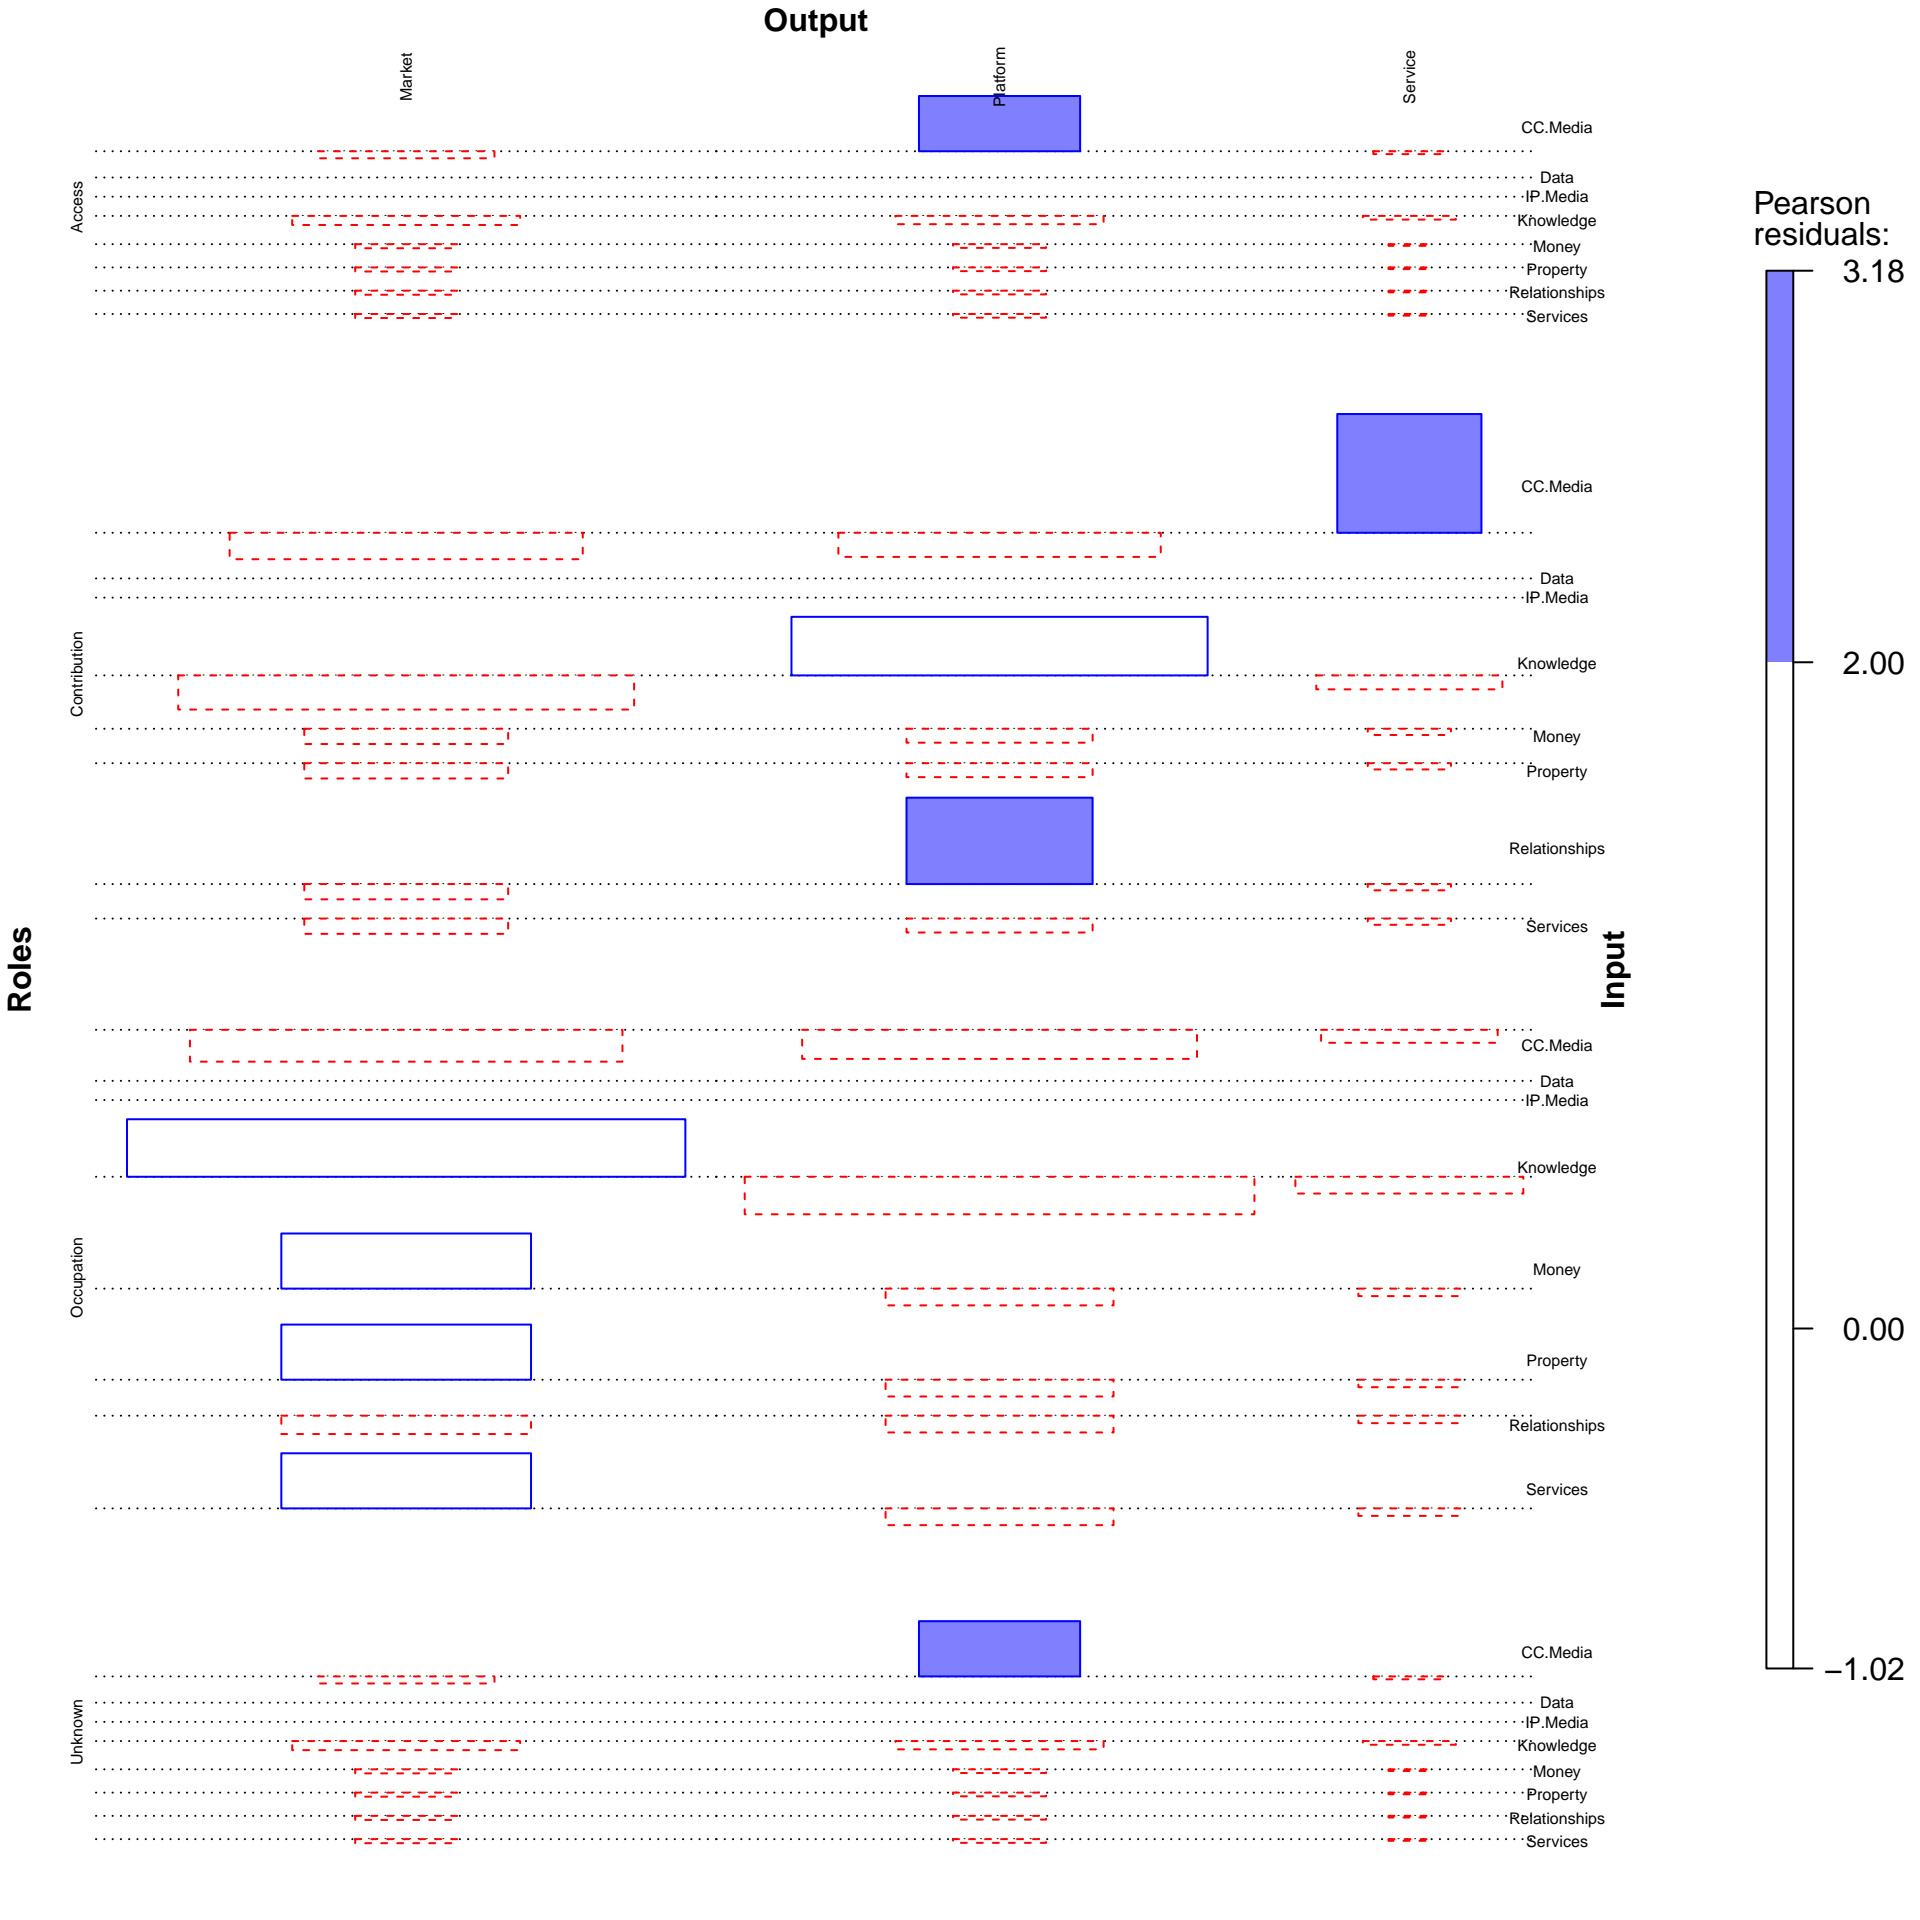 Output
Market
Platform
Service
Access
CC.Media
Data
IP.Media
Knowledge
Money
Property
Relationships
Services
Contribution
CC.Media
Data
IP.Media
Knowledge
Money
Property
Relationships
Services
Roles
Input
Occupation
CC.Media
Data
IP.Media
Knowledge
Money
Property
Relationships
Services
Unknown
CC.Media
Data
IP.Media
Knowledge
Money
Property
Relationships
Services
Pearson
residuals:
3.18
2.00
0.00
−1.02